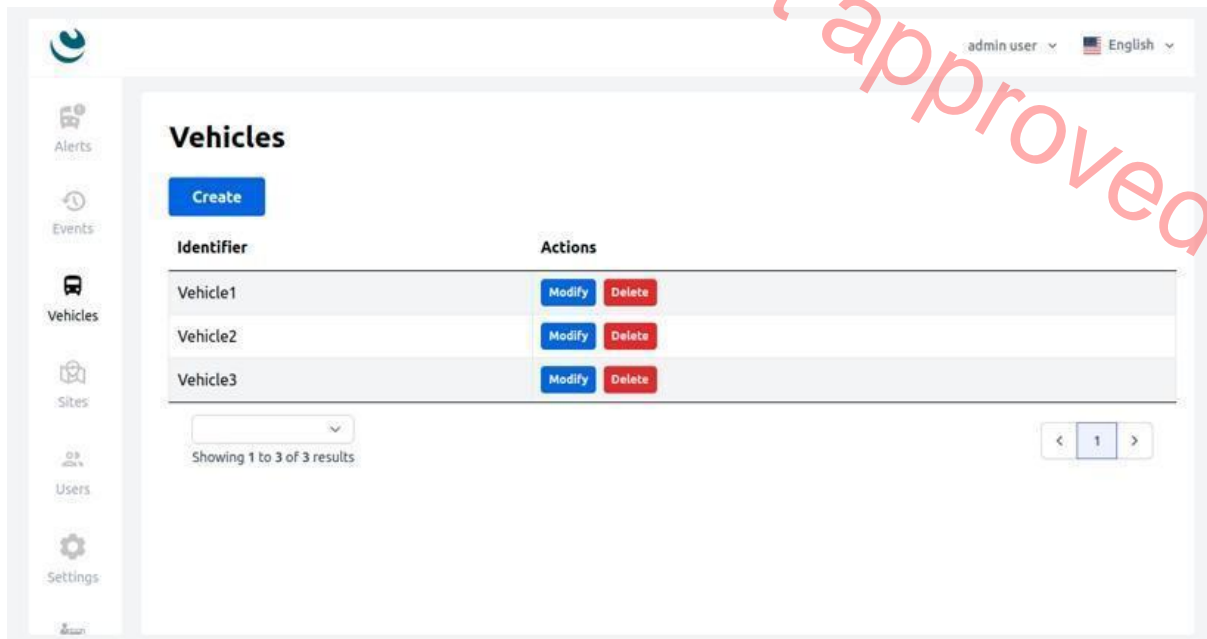 admin user English
Alerts
Vehicles
Create
Events
Identifier Actions
Vehicle1 Modify Delete
Vehicles
Vehicle2 Modify Delete
Vehicle3 Modify Delete
Sites
Showing 1 to 3 of 3 results
< 1 >
Users
Settings
approved